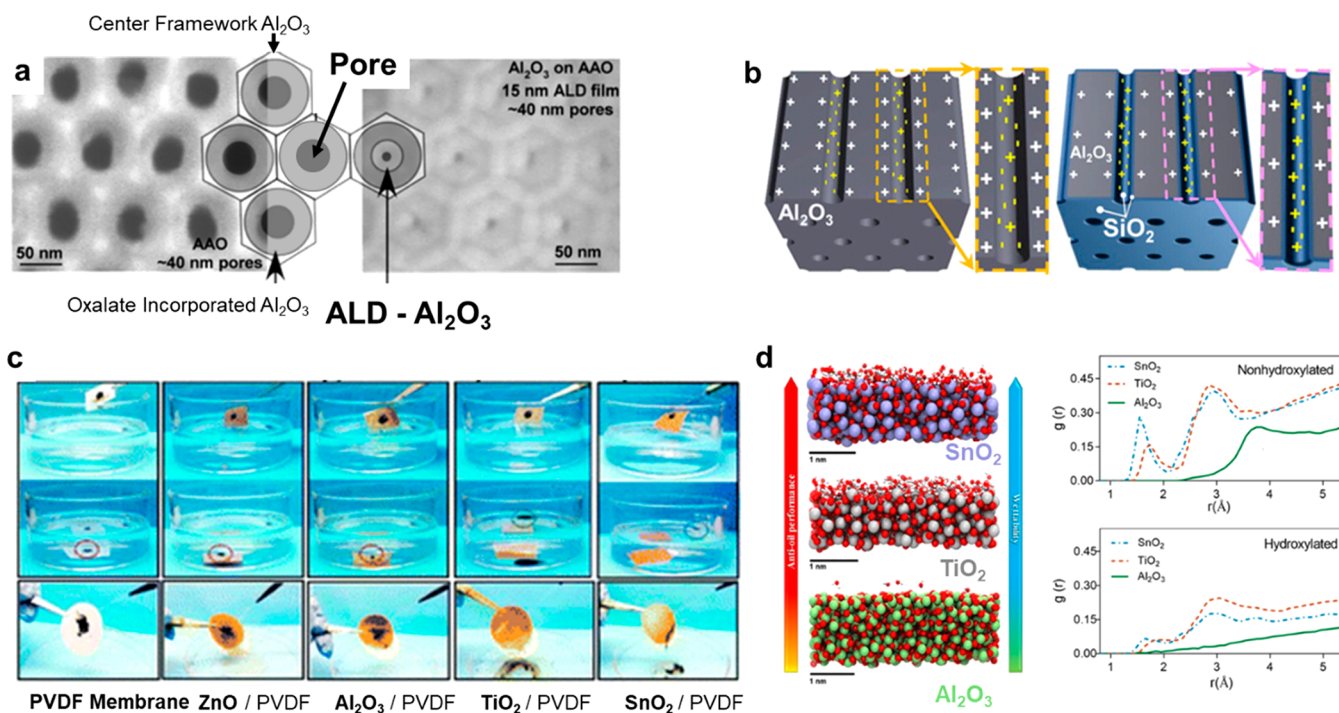 a
Center Framework Al₂O₃
Pore
Al₂O₃ on AAO
15 nm ALD film
~40 nm pores
AAO
~40 nm pores
50 nm
50 nm
Oxalate Incorporated Al₂O₃
ALD - Al₂O₃
b
Al₂O₃
Al₂O₃
SiO₂
c
PVDF Membrane
ZnO / PVDF
Al₂O₃ / PVDF
TiO₂ / PVDF
SnO₂ / PVDF
d
Anti-oil performance
Wettability
1 nm
SnO₂
1 nm
TiO₂
1 nm
Al₂O₃
SnO₂
TiO₂
Al₂O₃
Nonhydroxylated
g (r)
0.45
0.30
0.15
0.00
1 2 3 4 5
r(Å)
SnO₂
TiO₂
Al₂O₃
Hydroxylated
g (r)
0.45
0.30
0.15
0.00
1 2 3 4 5
r(Å)